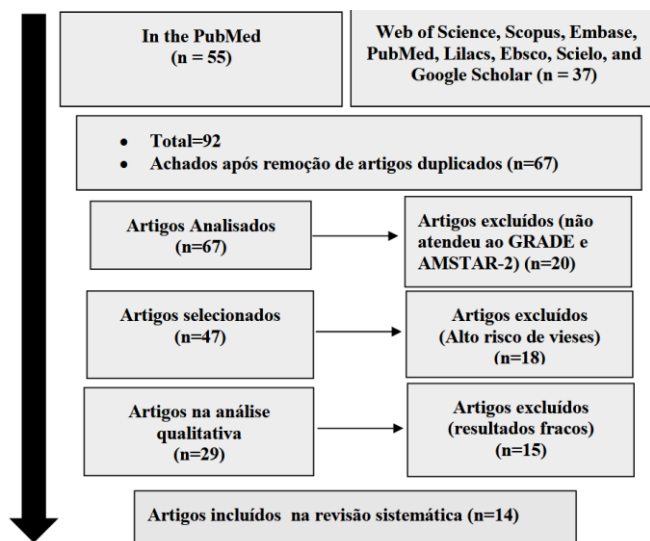 In the PubMed
(n = 55)
Web of Science, Scopus, Embase,
PubMed, Lilacs, Ebsco, Scielo, and
Google Scholar (n = 37)
• Total=92
• Achados após remoção de artigos duplicados (n=67)
Artigos Analisados
(n=67)
Artigos excluídos (não
atendeu ao GRADE e
AMSTAR-2) (n=20)
Artigos selecionados
(n=47)
Artigos excluídos
(Alto risco de vieses)
(n=18)
Artigos na análise
qualitativa
(n=29)
Artigos excluídos
(resultados fracos)
(n=15)
Artigos incluídos na revisão sistemática (n=14)